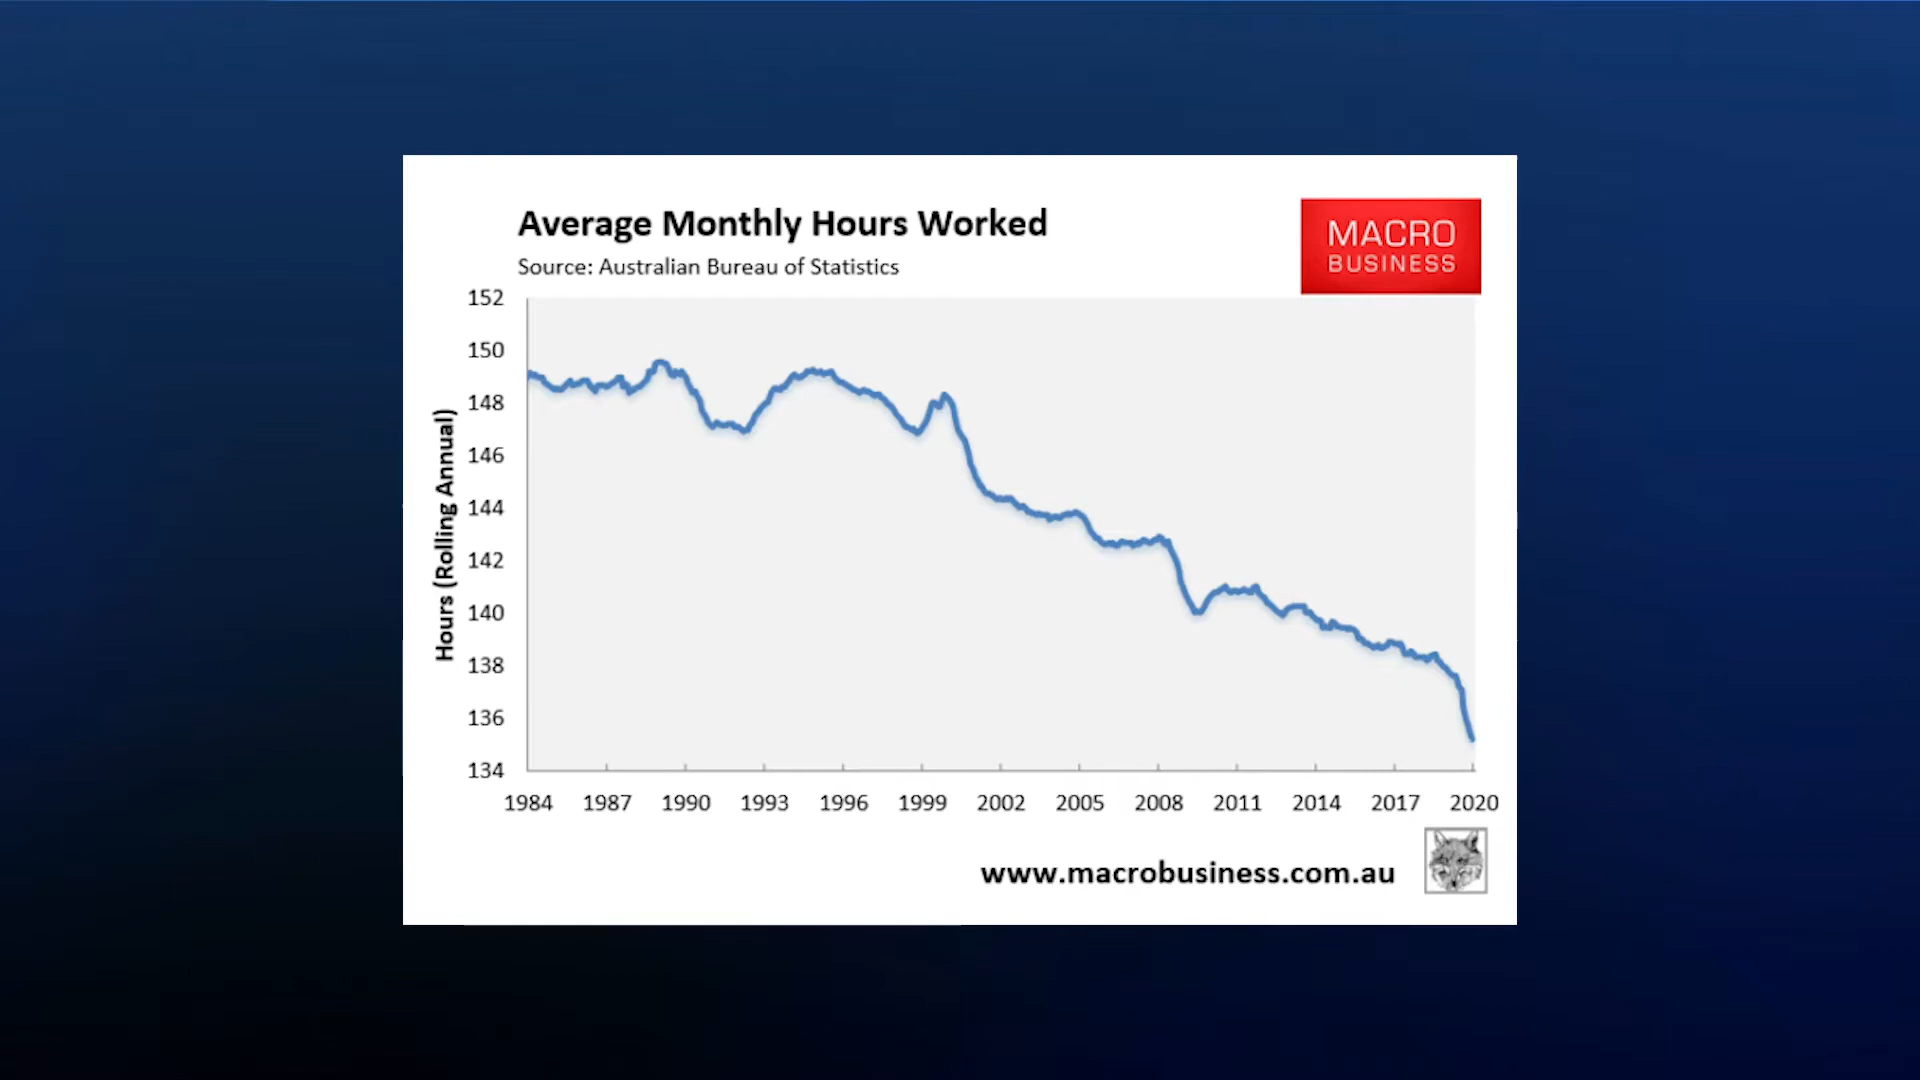 Average Monthly Hours Worked
Source: Australian Bureau of Statistics
MACRO
BUSINESS
Hours (Rolling Annual)
152
150
148
146
144
142
140
138
136
134
1984 1987 1990 1993 1996 1999 2002 2005 2008 2011 2014 2017 2020
www.macrobusiness.com.au